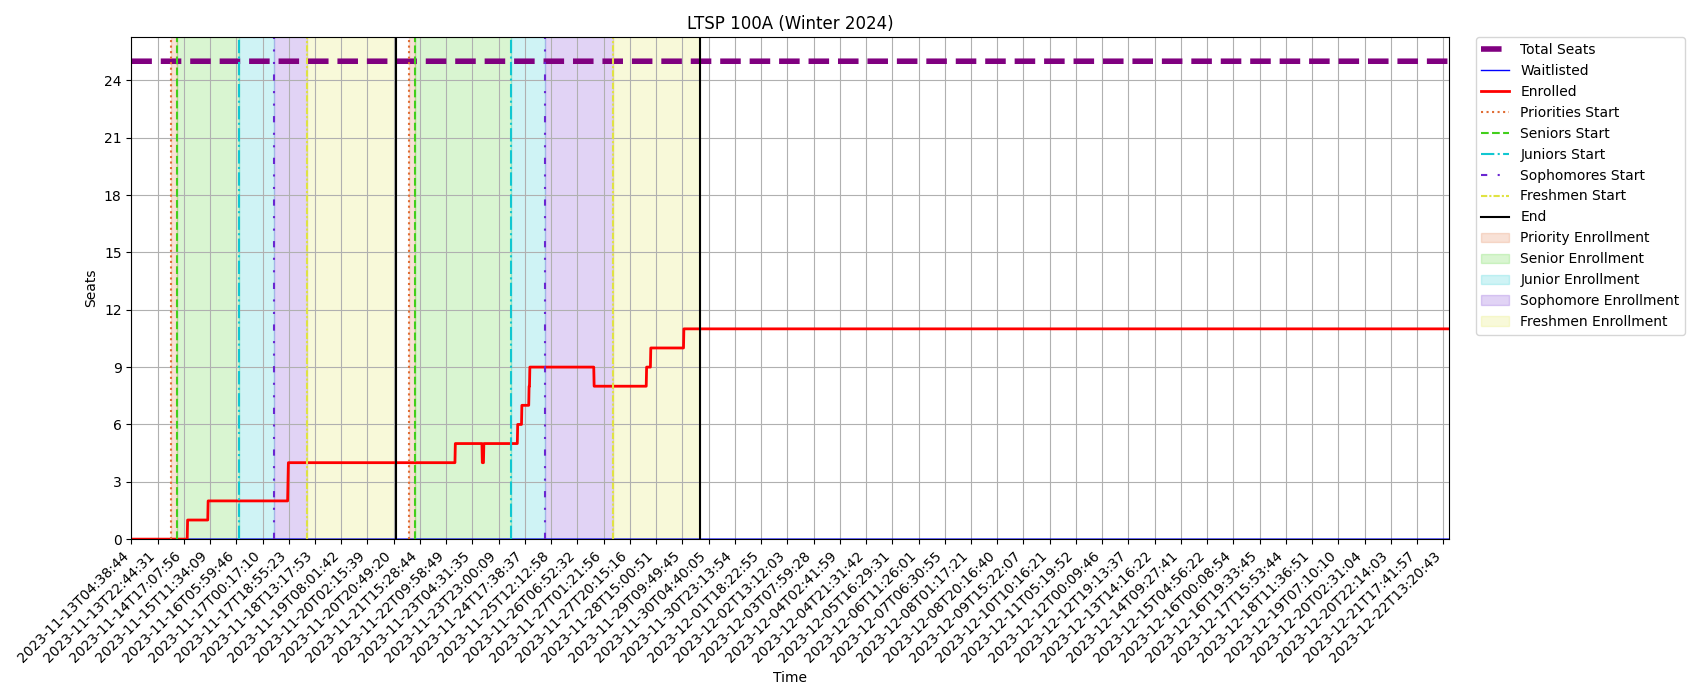 LTSP 100A (Winter 2024)
Total Seats
Waitlisted
Enrolled
Priorities Start
Seniors Start
Juniors Start
Sophomores Start
Freshmen Start
End
Priority Enrollment
Senior Enrollment
Junior Enrollment
Sophomore Enrollment
Freshmen Enrollment
Seats
24
21
18
15
12
9
6
3
0
2023-11-13T04:38:44
2023-11-13T22:44:31
2023-11-14T17:07:56
2023-11-15T11:34:09
2023-11-16T05:59:46
2023-11-17T00:17:10
2023-11-17T18:55:23
2023-11-18T13:17:53
2023-11-19T08:01:42
2023-11-20T02:15:39
2023-11-20T20:49:20
2023-11-21T15:28:44
2023-11-22T09:58:49
2023-11-23T04:31:35
2023-11-23T23:00:09
2023-11-24T17:38:37
2023-11-25T12:12:58
2023-11-26T06:52:32
2023-11-27T01:21:56
2023-11-27T20:15:16
2023-11-28T15:00:51
2023-11-29T09:49:45
2023-11-30T04:40:05
2023-11-30T23:13:54
2023-12-01T18:22:55
2023-12-02T13:12:03
2023-12-03T07:59:28
2023-12-04T02:41:59
2023-12-04T21:31:42
2023-12-05T16:29:31
2023-12-06T11:26:01
2023-12-07T06:30:55
2023-12-08T01:17:21
2023-12-08T20:16:40
2023-12-09T15:22:07
2023-12-10T10:16:21
2023-12-11T05:19:52
2023-12-12T00:09:46
2023-12-12T19:13:37
2023-12-13T14:16:22
2023-12-14T09:27:41
2023-12-15T04:56:22
2023-12-16T00:08:54
2023-12-16T19:33:45
2023-12-17T15:53:44
2023-12-18T11:36:51
2023-12-19T07:10:10
2023-12-20T02:31:04
2023-12-20T22:14:03
2023-12-21T17:41:57
2023-12-22T13:20:43
Time